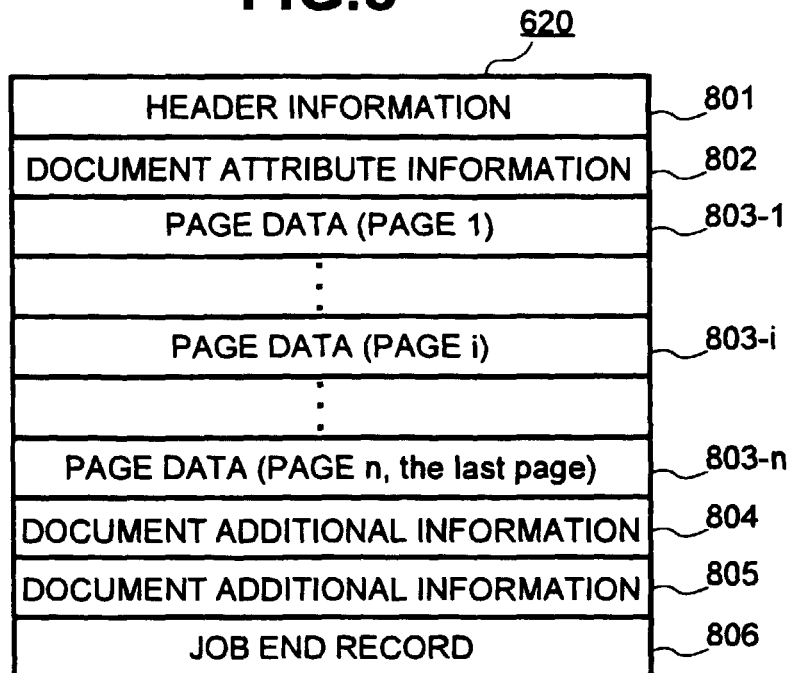 620
HEADER INFORMATION 801
DOCUMENT ATTRIBUTE INFORMATION 802
PAGE DATA (PAGE 1) 803-1
PAGE DATA (PAGE i) 803-i
PAGE DATA (PAGE n, the last page) 803-n
DOCUMENT ADDITIONAL INFORMATION 804
DOCUMENT ADDITIONAL INFORMATION 805
JOB END RECORD 806